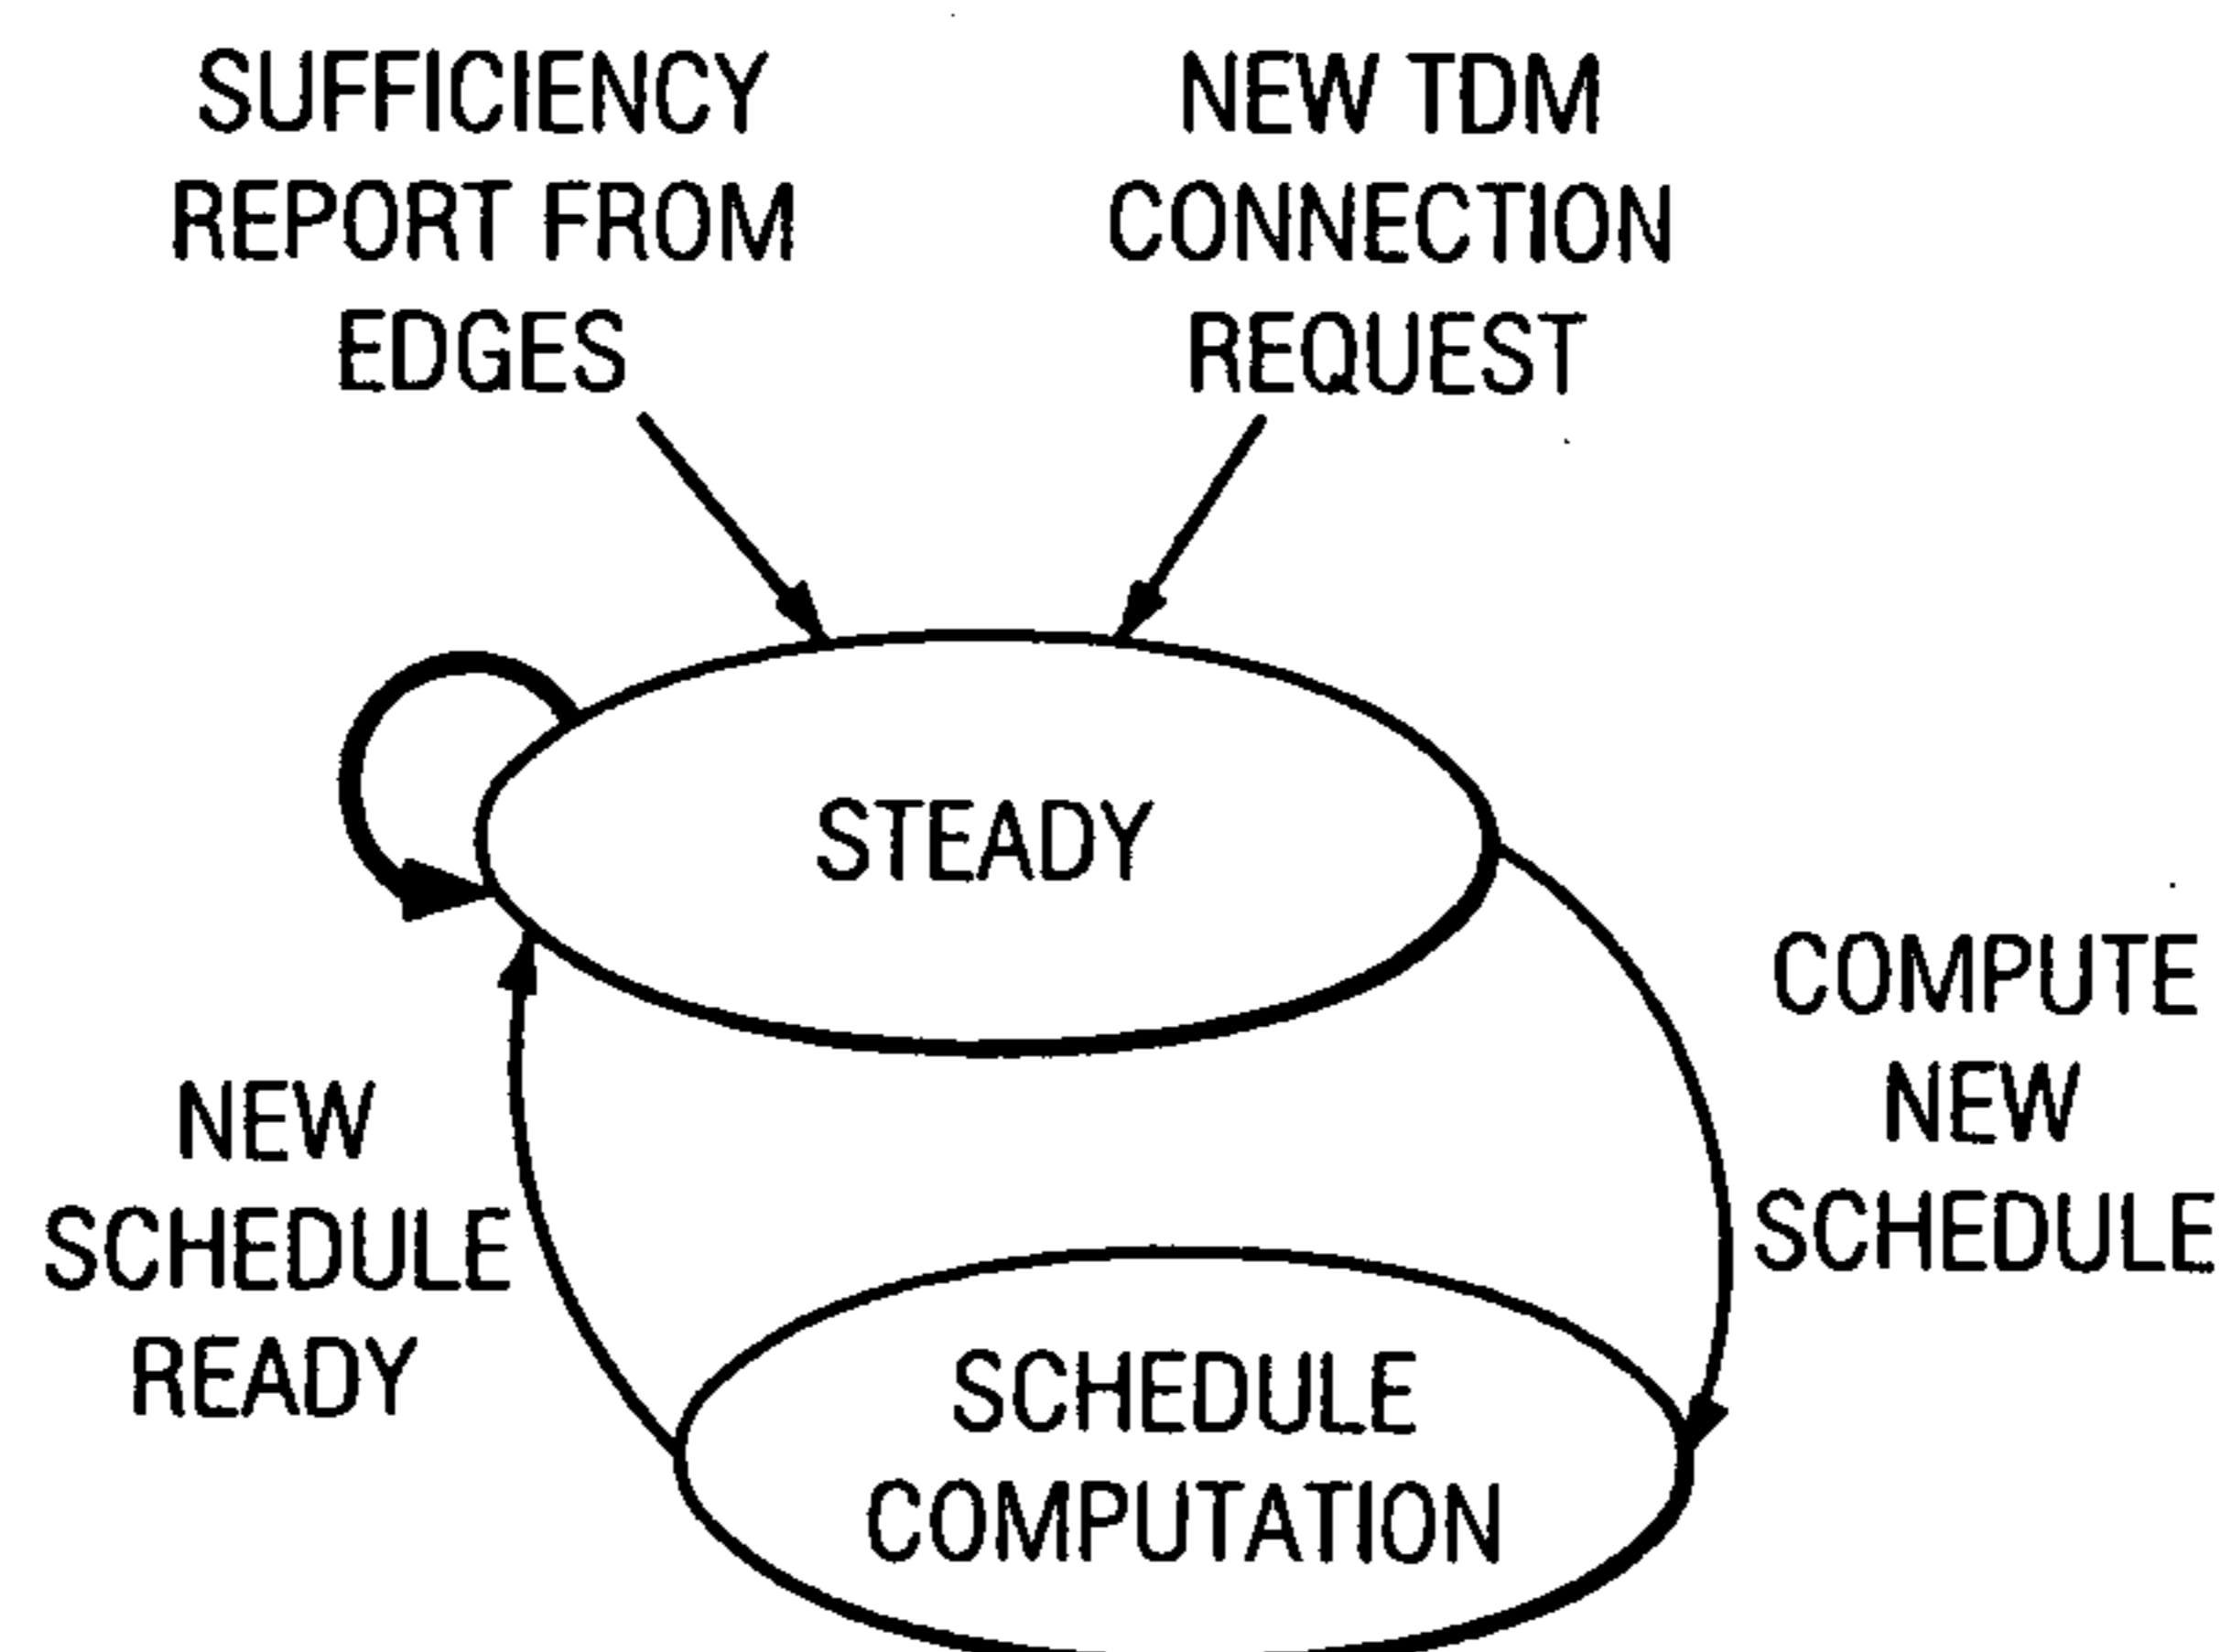 SUFFICIENCY
REPORT FROM
EDGES
NEW TDM
CONNECTION
REQUEST
STEADY
COMPUTE
NEW
SCHEDULE
NEW
SCHEDULE
READY
SCHEDULE
COMPUTATION